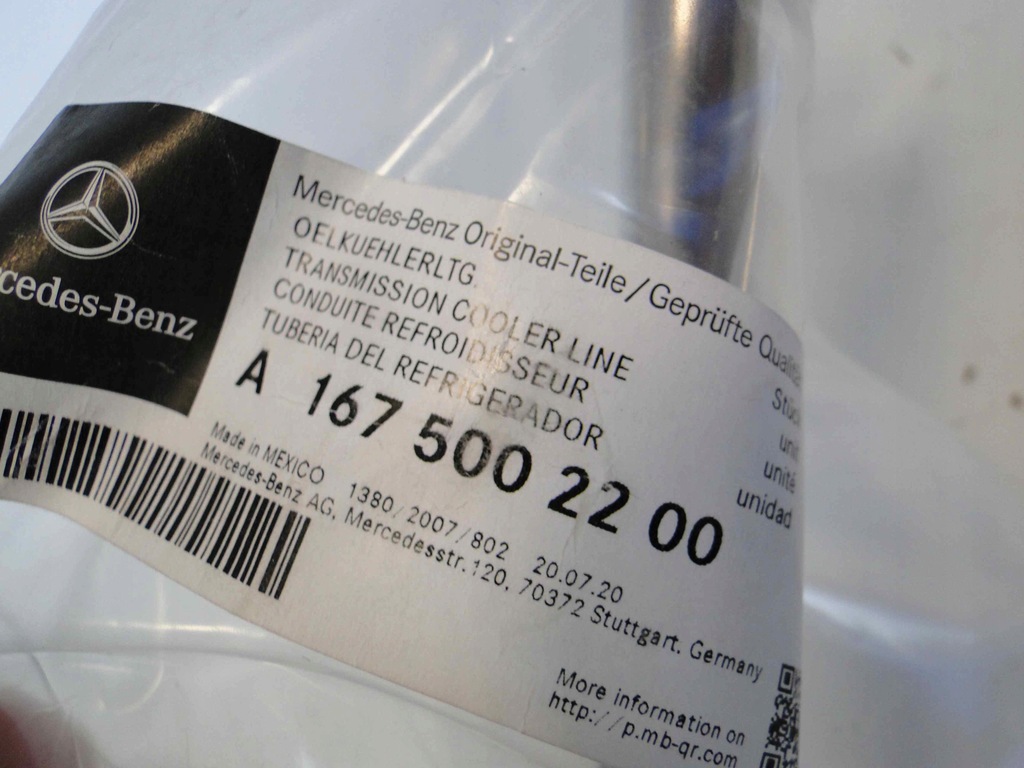 cedes-Benz
Mercedes-Benz Original-Teile / Geprüfte
OELKUEHLERLTG.
TRANSMISSION COOLER LINE
CONDUITE REFROIDISSEUR
TUBERIA DEL REFRIGERADOR
Stüc
uni
unité
unidad
A 167 500 22 00
Made in MEXICO 1380/2007/802 20.07.20
Mercedes-Benz AG, Mercedesstr.120, 70372 Stuttgart, Germany
More information on
http://p.mb-qr.com